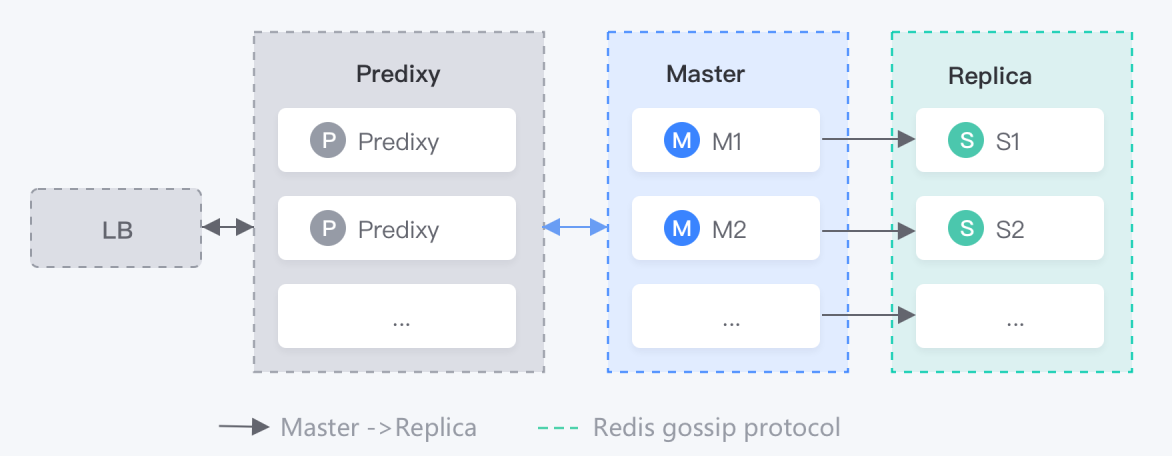 Predixy
Master
Replica
P Predixy
M M1
S S1
LB
P Predixy
M M2
S S2
...
...
...
Master ->Replica
Redis gossip protocol